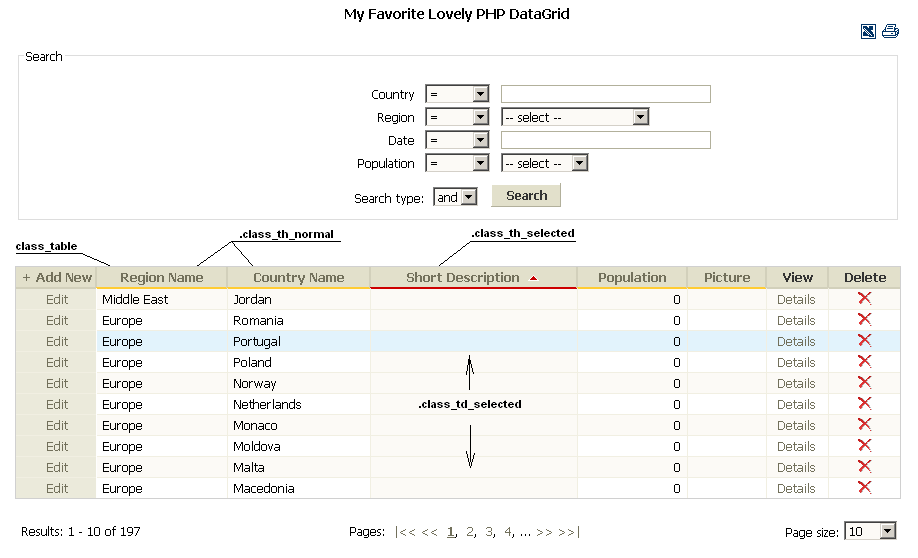 My Favorite Lovely PHP DataGrid
Search
Country = 
Region = -- select --
Date =
Population = -- select --
Search type: and Search
class_table .class_th_normal .class_th_selected
+ Add New Region Name Country Name Short Description Population Picture View Delete
Edit Middle East Jordan 0 Details
Edit Europe Romania 0 Details
Edit Europe Portugal 0 Details
Edit Europe Poland 0 Details
Edit Europe Norway 0 Details
Edit Europe Netherlands .class_td_selected 0 Details
Edit Europe Monaco 0 Details
Edit Europe Moldova 0 Details
Edit Europe Malta 0 Details
Edit Europe Macedonia 0 Details
Results: 1 - 10 of 197 Pages: |<< << 1, 2, 3, 4, ... >> >>| Page size: 10